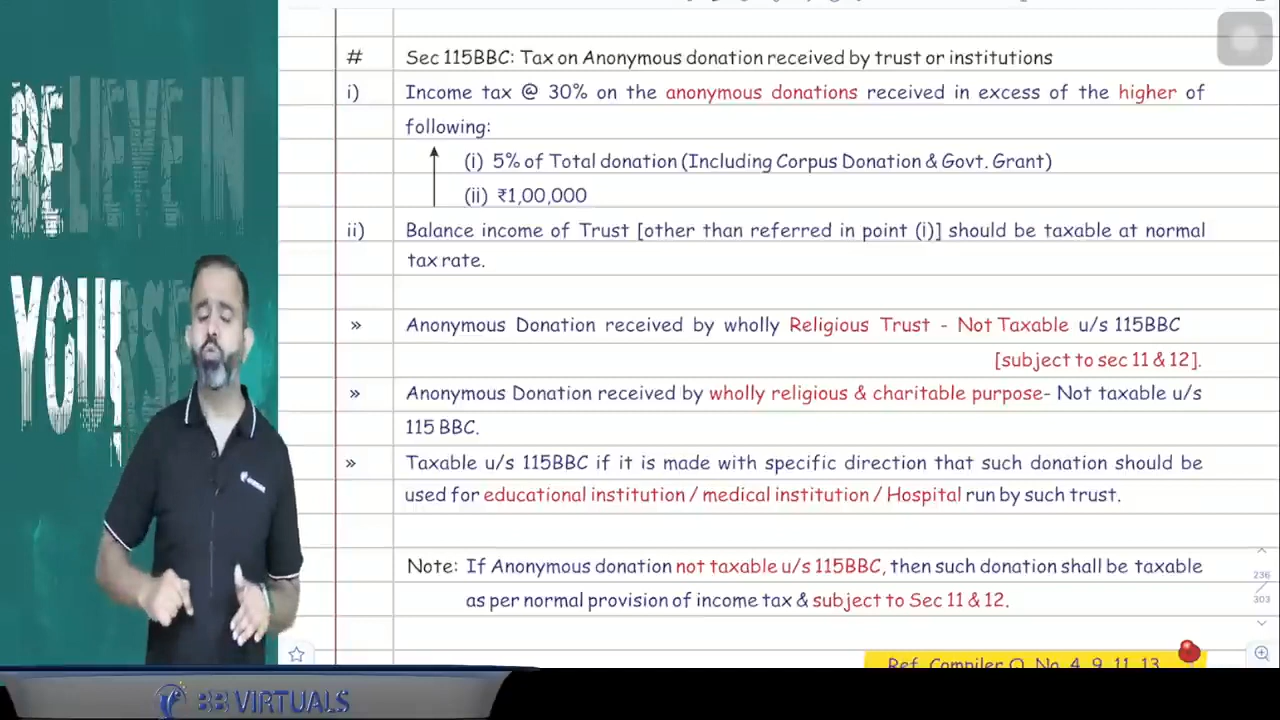 BELIEVE IN
YOURS
# Sec 115BBC: Tax on Anonymous donation received by trust or institutions
i) Income tax @ 30% on the anonymous donations received in excess of the higher of
following:
(i) 5% of Total donation (Including Corpus Donation & Govt. Grant)
(ii) ₹1,00,000
ii) Balance income of Trust [other than referred in point (i)] should be taxable at normal
tax rate.
» Anonymous Donation received by wholly Religious Trust - Not Taxable u/s 115BBC
[subject to sec 11 & 12].
» Anonymous Donation received by wholly religious & charitable purpose- Not taxable u/s
115 BBC.
» Taxable u/s 115BBC if it is made with specific direction that such donation should be
used for educational institution / medical institution / Hospital run by such trust.
Note: If Anonymous donation not taxable u/s 115BBC, then such donation shall be taxable
as per normal provision of income tax & subject to Sec 11 & 12.
236
303
Ref. Compiler Q. No. 4, 9, 11, 13
BB VIRTUALS